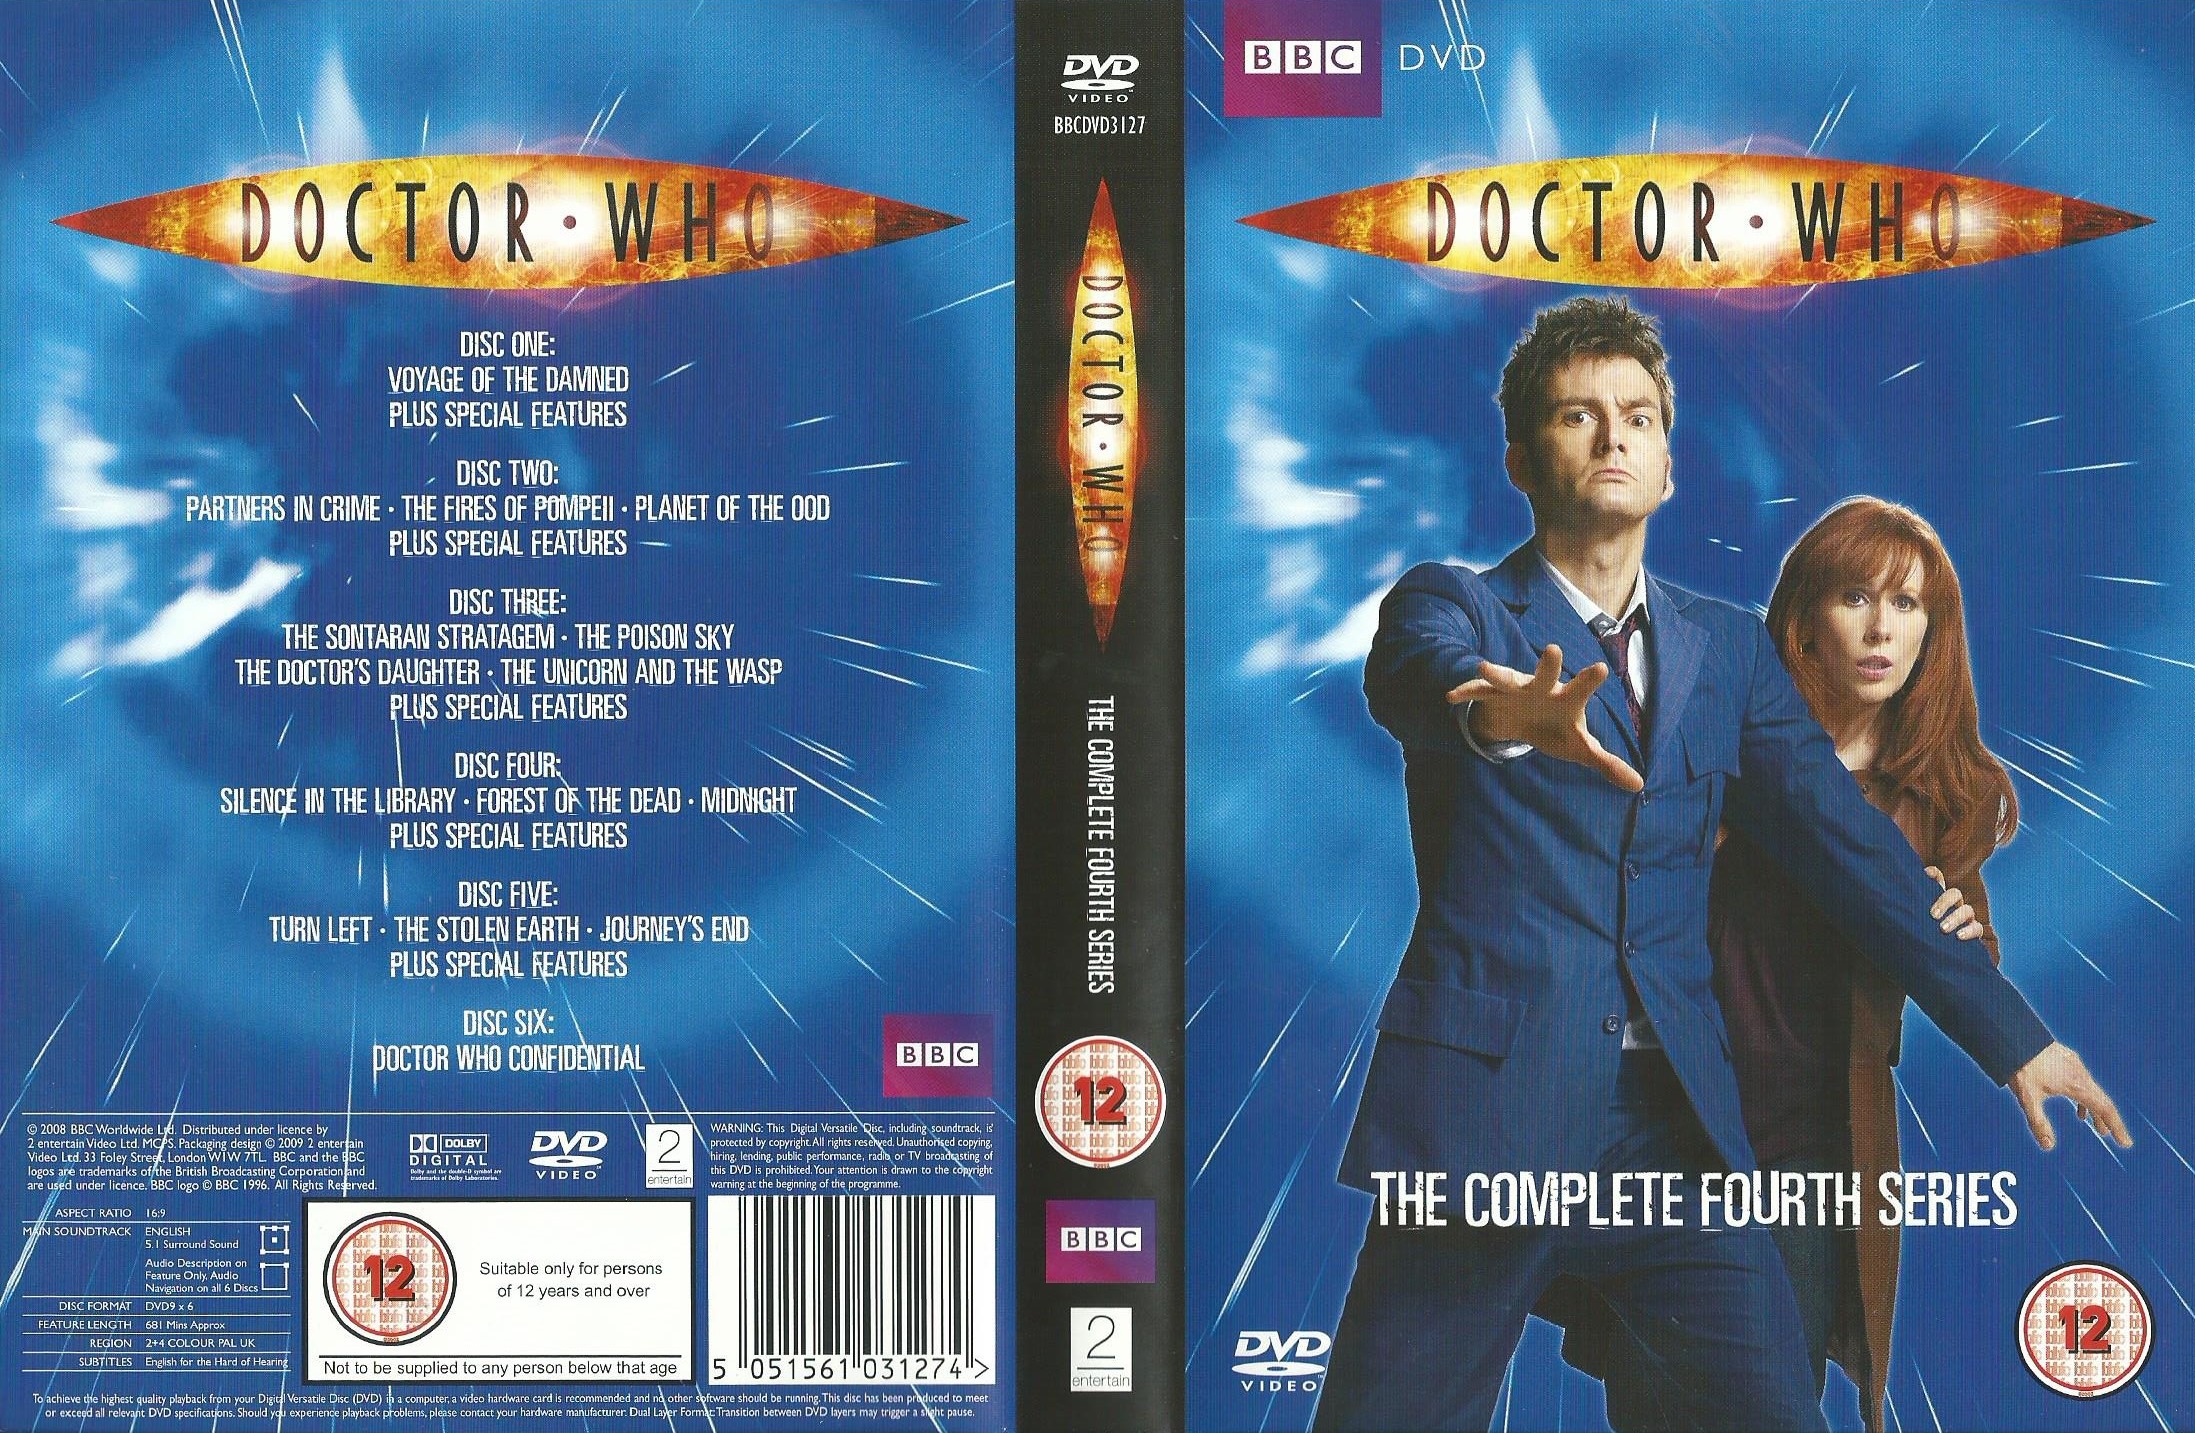 DOCTOR · WHO
DISC ONE:
VOYAGE OF THE DAMNED
PLUS SPECIAL FEATURES
DISC TWO:
PARTNERS IN CRIME · THE FIRES OF POMPEII · PLANET OF THE OOD
PLUS SPECIAL FEATURES
DISC THREE:
THE SONTARAN STRATAGEM · THE POISON SKY
THE DOCTOR'S DAUGHTER · THE UNICORN AND THE WASP
PLUS SPECIAL FEATURES
DISC FOUR:
SILENCE IN THE LIBRARY · FOREST OF THE DEAD · MIDNIGHT
PLUS SPECIAL FEATURES
DISC FIVE:
TURN LEFT · THE STOLEN EARTH · JOURNEY'S END
PLUS SPECIAL FEATURES
DISC SIX:
DOCTOR WHO CONFIDENTIAL
BBC
© 2008 BBC Worldwide Ltd. Distributed under licence by
2 entertain Video Ltd. MCPS. Packaging design © 2009 2 entertain
Video Ltd. 33 Foley Street, London W1W 7TL. BBC and the BBC
logos are trademarks of the British Broadcasting Corporation and
are used under licence. BBC logo © BBC 1996. All Rights Reserved.
DOLBY
DIGITAL
Dolby and the double-D symbol are
trademarks of Dolby Laboratories.
DVD
VIDEO
2
entertain
WARNING: This Digital Versatile Disc, including soundtrack, is
protected by copyright. All rights reserved. Unauthorised copying,
hiring, lending, public performance, radio or TV broadcasting of
this DVD is prohibited. Your attention is drawn to the copyright
warning at the beginning of the programme.
ASPECT RATIO 16:9
MAIN SOUNDTRACK ENGLISH
5.1 Surround Sound
Audio Description on
Feature Only, Audio
Navigation on all 6 Discs
DISC FORMAT DVD9 x 6
FEATURE LENGTH 681 Mins Approx
REGION 2+4 COLOUR PAL UK
SUBTITLES English for the Hard of Hearing
12
Suitable only for persons
of 12 years and over
Not to be supplied to any person below that age
5 051561 031274 >
To achieve the highest quality playback from your Digital Versatile Disc (DVD) in a computer, a video hardware card is recommended and no other software should be running. This disc has been produced to meet
or exceed all relevant DVD specifications. Should you experience playback problems, please contact your hardware manufacturer. Dual Layer Format: Transition between DVD layers may trigger a slight pause.
DVD
VIDEO
BBCDVD3127
DOCTOR · WHO
THE COMPLETE FOURTH SERIES
12
BBC
2
entertain
BBC DVD
DOCTOR · WHO
THE COMPLETE FOURTH SERIES
DVD
VIDEO
12